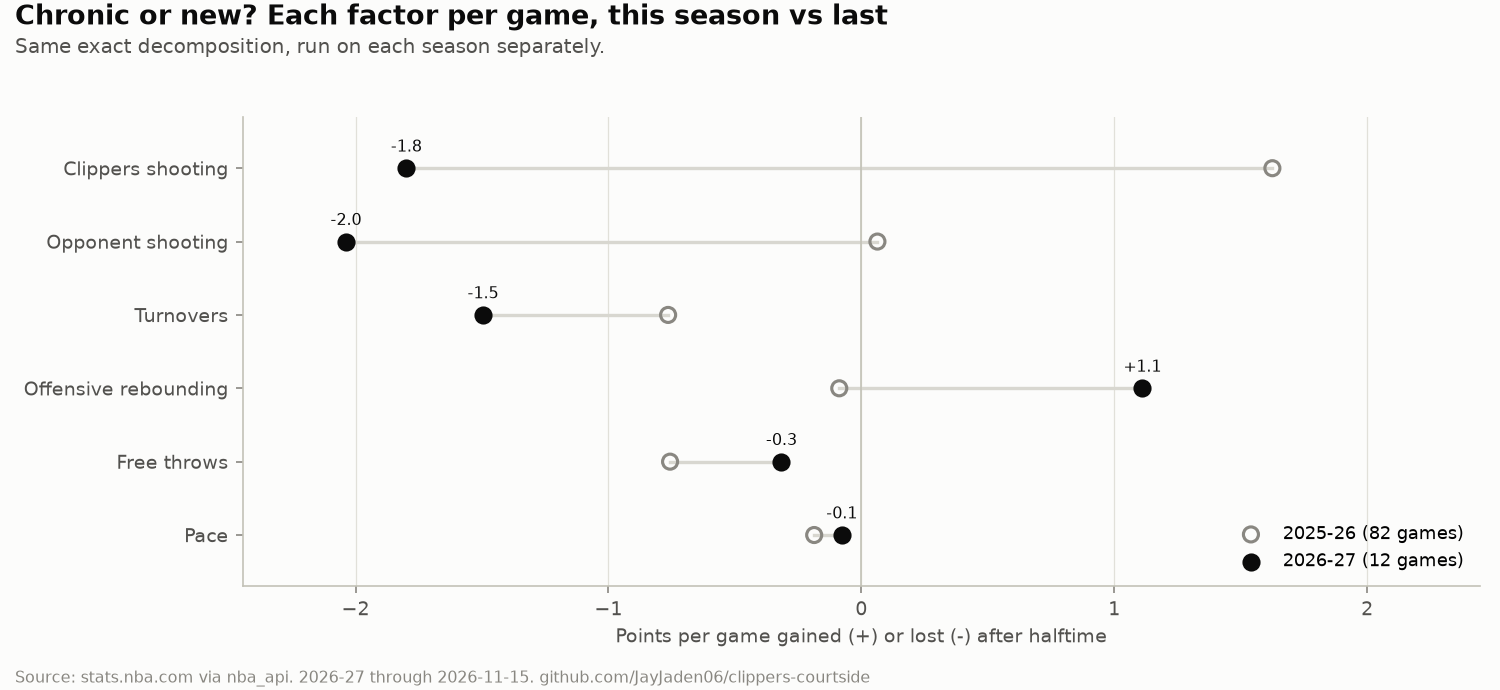 Chronic or new? Each factor per game, this season vs last
Same exact decomposition, run on each season separately.
Clippers shooting
-1.8
Opponent shooting
-2.0
Turnovers
-1.5
Offensive rebounding
+1.1
Free throws
-0.3
Pace
-0.1
2025-26 (82 games)
2026-27 (12 games)
−2 −1 0 1 2
Points per game gained (+) or lost (-) after halftime
Source: stats.nba.com via nba_api. 2026-27 through 2026-11-15. github.com/JayJaden06/clippers-courtside